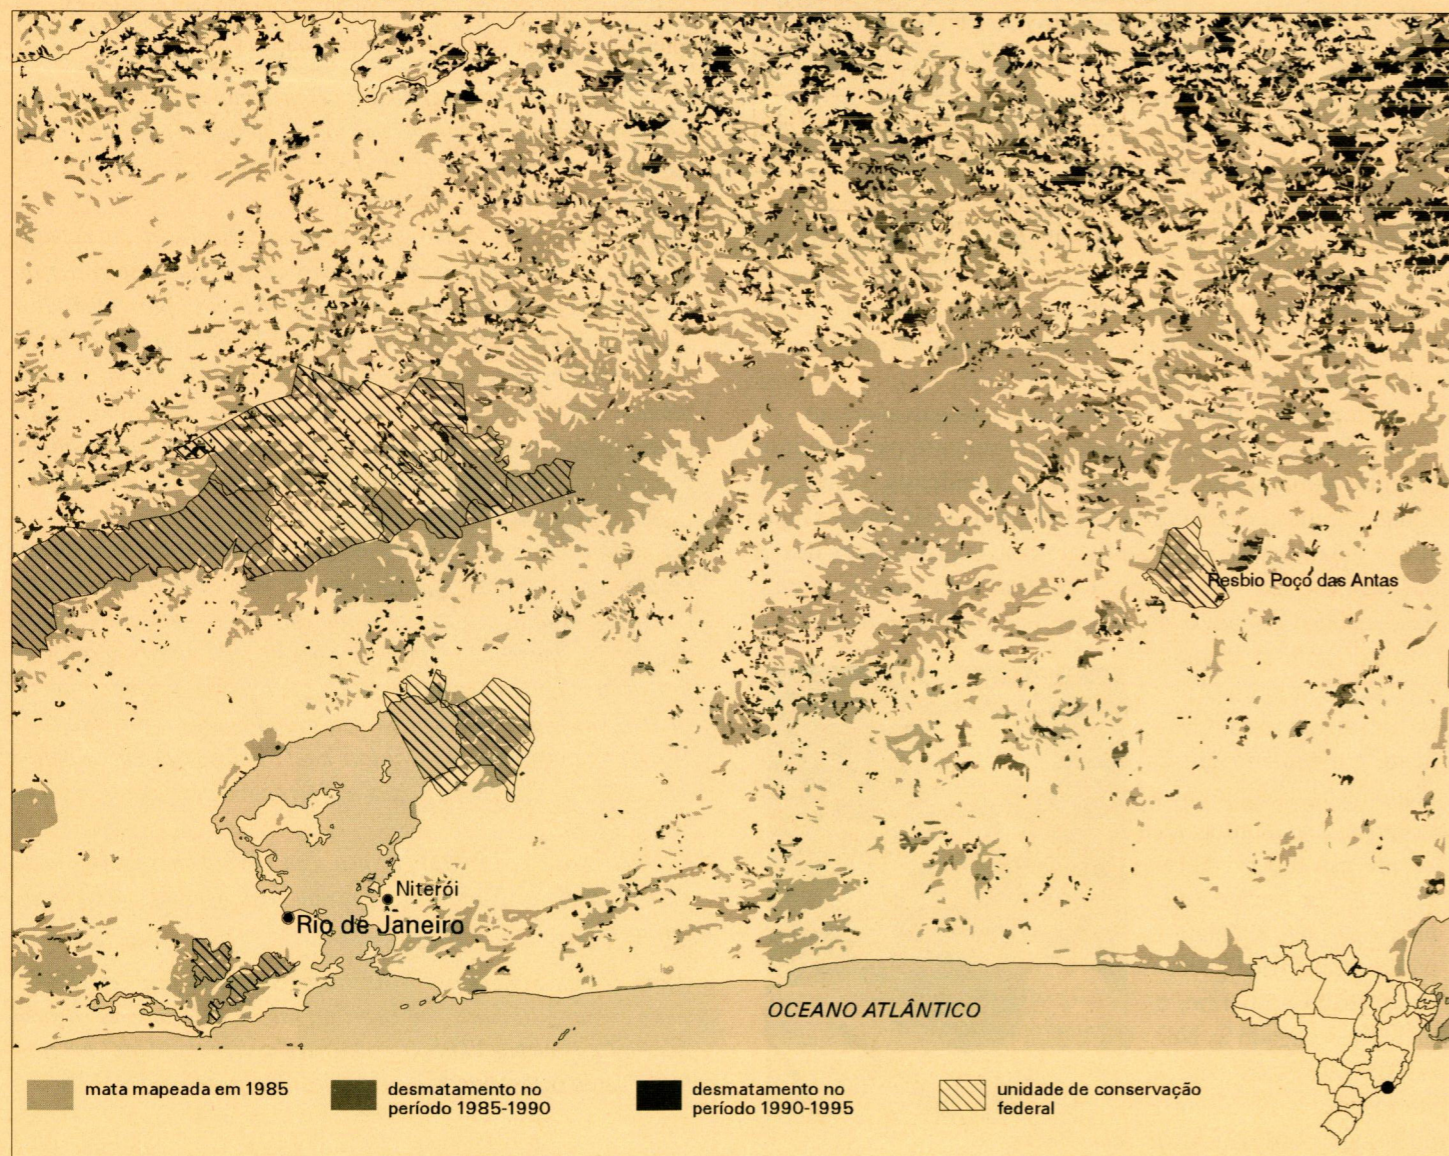 Resbio Poço das Antas
Niterói
Rio de Janeiro
OCEANO ATLÂNTICO
mata mapeada em 1985
desmatamento no
período 1985-1990
desmatamento no
período 1990-1995
unidade de conservação
federal